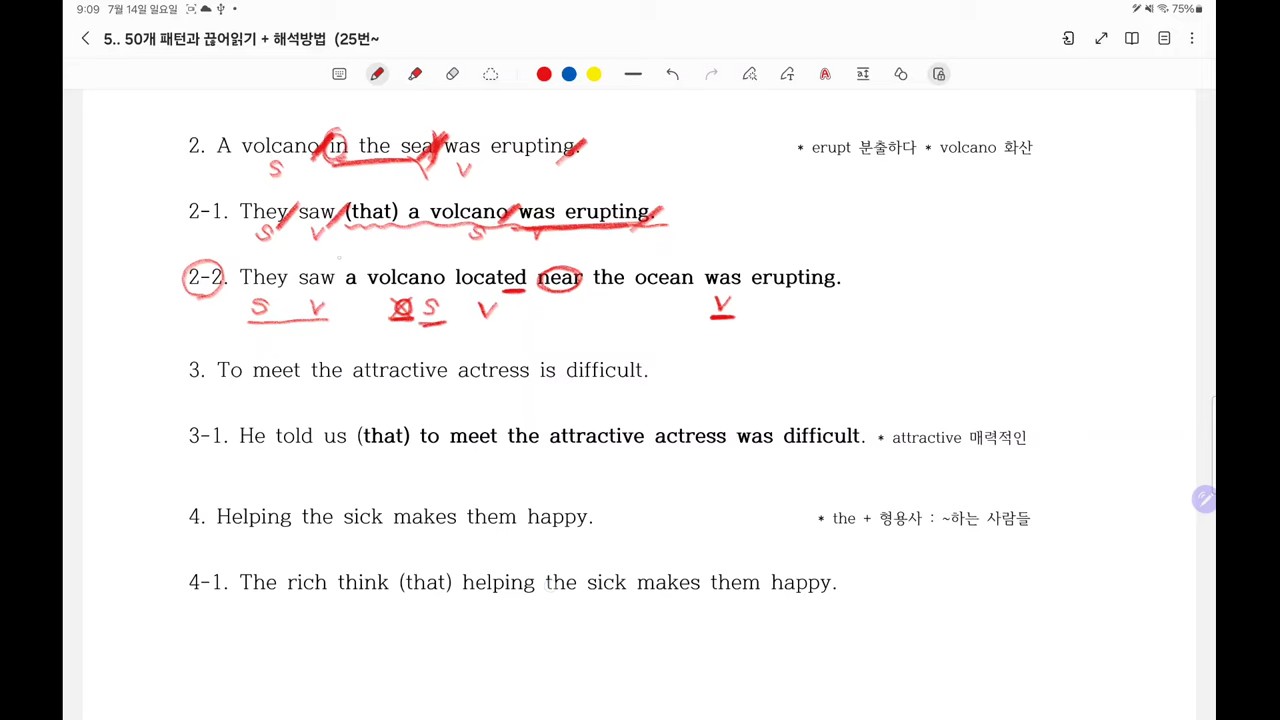 9:09 7월 14일 일요일
75%
5.. 50개 패턴과 끊어읽기 + 해석방법 (25번~
2. A volcano in the sea was erupting. * erupt 분출하다 * volcano 화산
S V
2-1. They saw (that) a volcano was erupting.
S V S V
2-2. They saw a volcano located near the ocean was erupting.
S V S V V
3. To meet the attractive actress is difficult.
3-1. He told us (that) to meet the attractive actress was difficult. * attractive 매력적인
4. Helping the sick makes them happy. * the + 형용사 : ~하는 사람들
4-1. The rich think (that) helping the sick makes them happy.